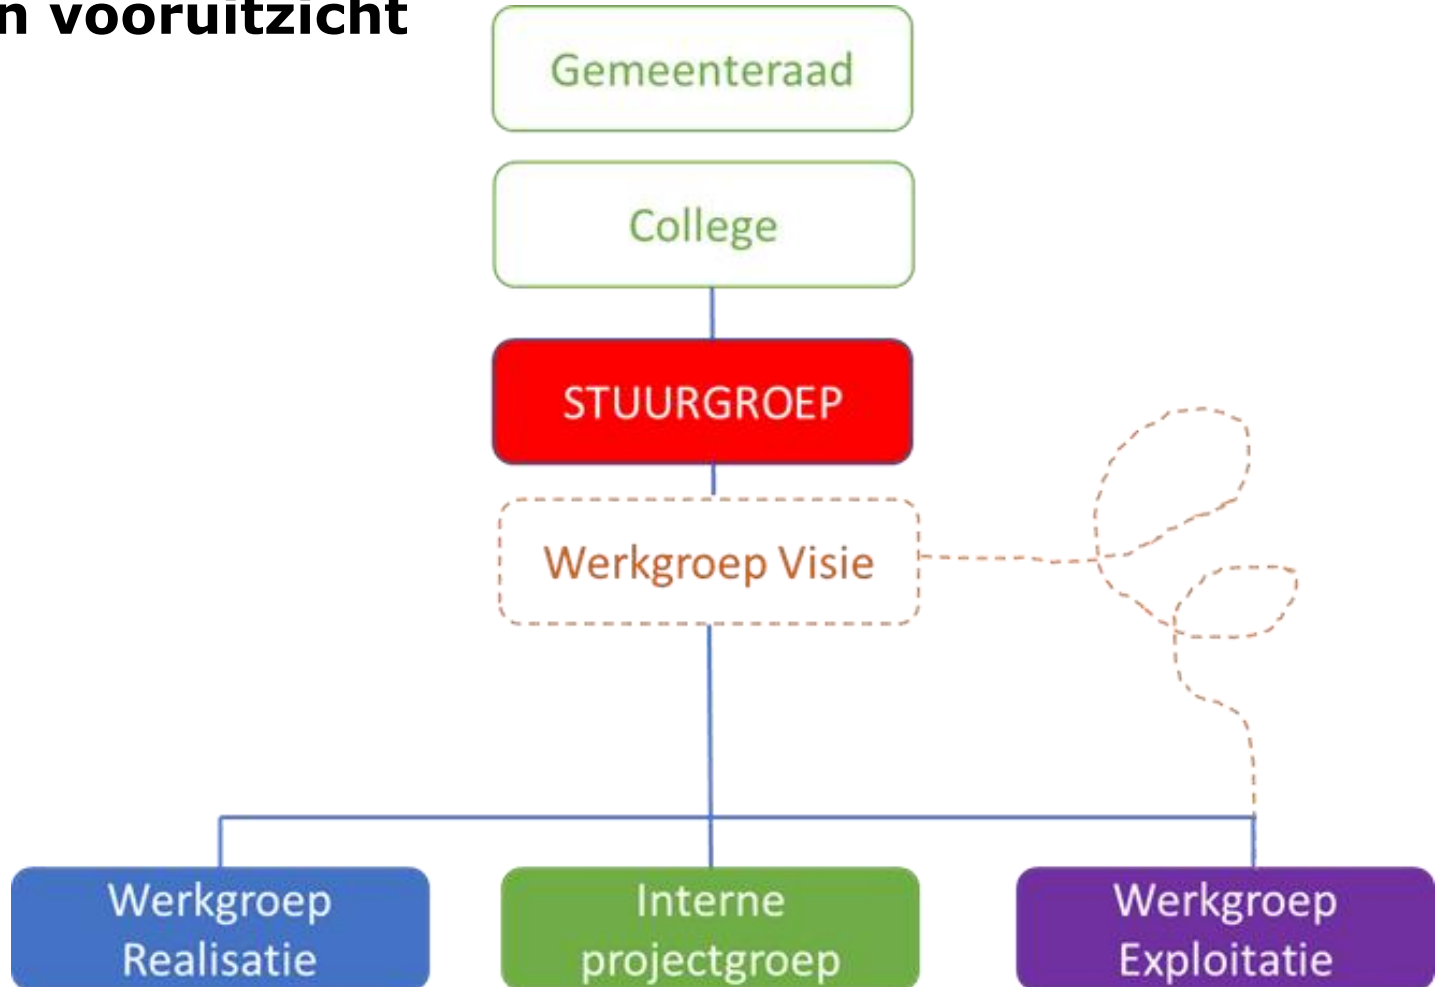 n vooruitzicht
Gemeenteraad
College
STUURGROEP
Werkgroep Visie
Werkgroep
Realisatie
Interne
projectgroep
Werkgroep
Exploitatie